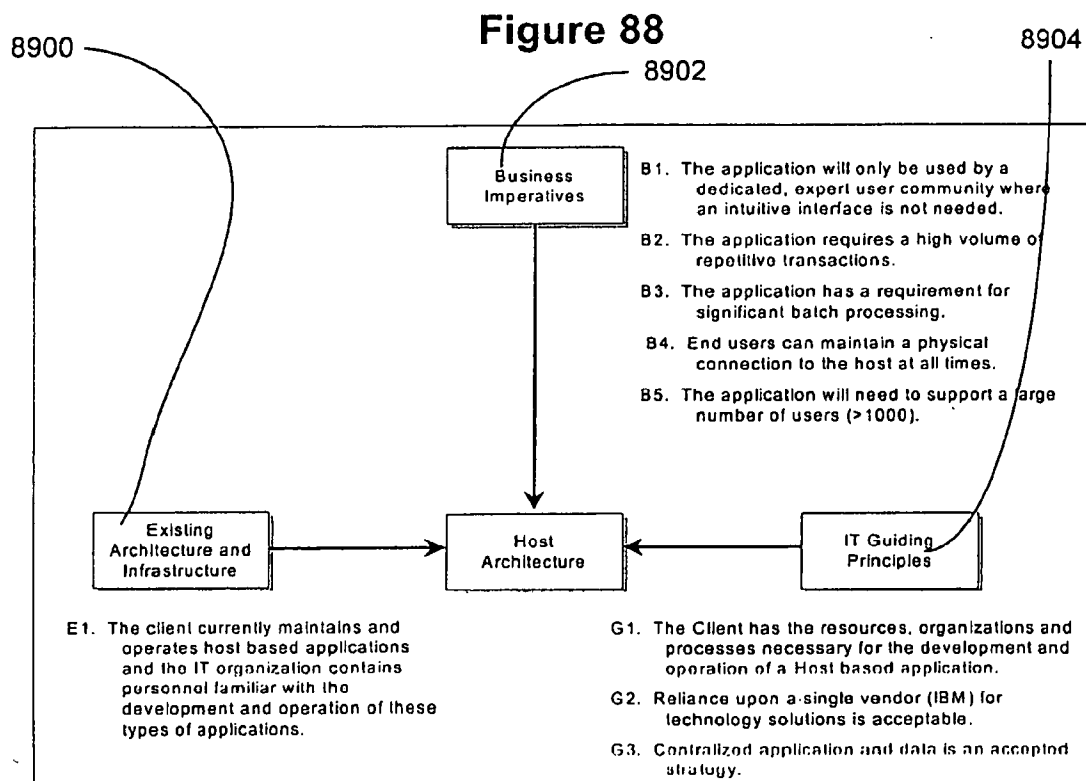 Figure 88
8900
8902
8904
Business
Imperatives
B1. The application will only be used by a
dedicated, expert user community where
an intuitive interface is not needed.
B2. The application requires a high volume of
repetitive transactions.
B3. The application has a requirement for
significant batch processing.
B4. End users can maintain a physical
connection to the host at all times.
B5. The application will need to support a large
number of users (>1000).
Existing
Architecture and
Infrastructure
Host
Architecture
IT Guiding
Principles
E1. The client currently maintains and
operates host based applications
and the IT organization contains
personnel familiar with the
development and operation of these
types of applications.
G1. The Client has the resources, organizations and
processes necessary for the development and
operation of a Host based application.
G2. Reliance upon a single vendor (IBM) for
technology solutions is acceptable.
G3. Centralized application and data is an accepted
strategy.